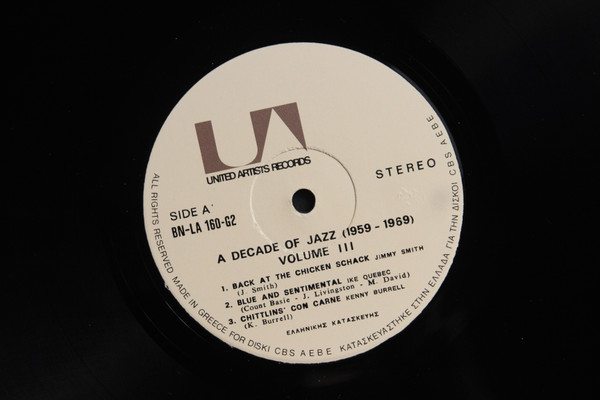 UA
UNITED ARTISTS RECORDS
STEREO
SIDE A'
BN-LA 160-G2
A DECADE OF JAZZ (1959 - 1969)
VOLUME III
1. BACK AT THE CHICKEN SCHACK JIMMY SMITH
(J. Smith)
2. BLUE AND SENTIMENTAL IKE QUEBEC
(Count Basie - J. Livingston - M. David)
3. CHITTLINS' CON CARNE KENNY BURRELL
(K. Burrell)
ΕΛΛΗΝΙΚΗΣ ΚΑΤΑΣΚΕΥΗΣ
ALL RIGHTS RESERVED MADE IN GREECE FOR DISKI CBS AEBE ΚΑΤΑΣΚΕΥΑΣΤΗΚΕ ΣΤΗΝ ΕΛΛΑΔΑ ΓΙΑ ΤΗΝ ΔΙΣΚΟΙ CBS AEBE